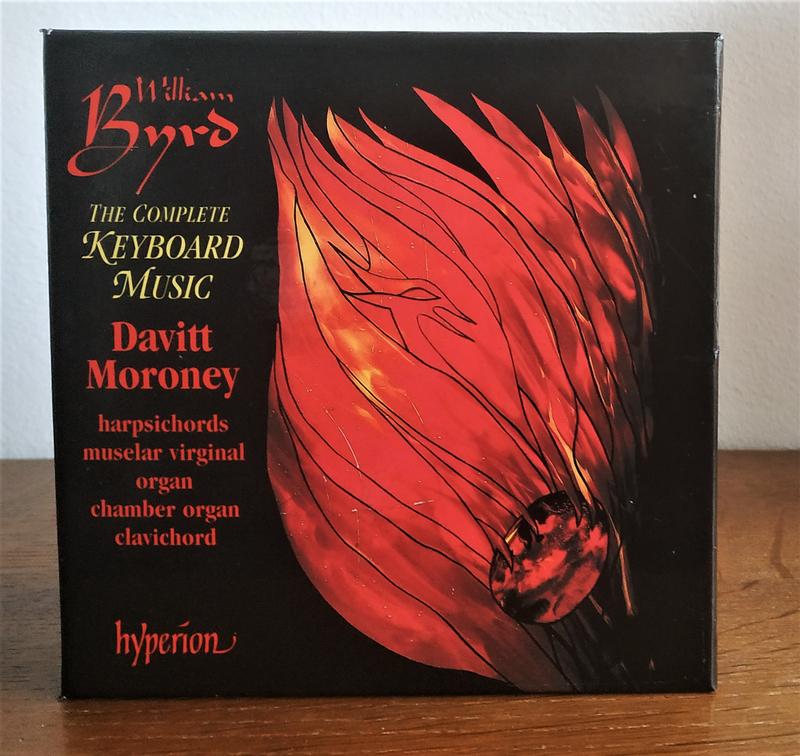 William
Byrd
THE COMPLETE
KEYBOARD
MUSIC
Davitt
Moroney
harpsichords
muselar virginal
organ
chamber organ
clavichord
hyperion